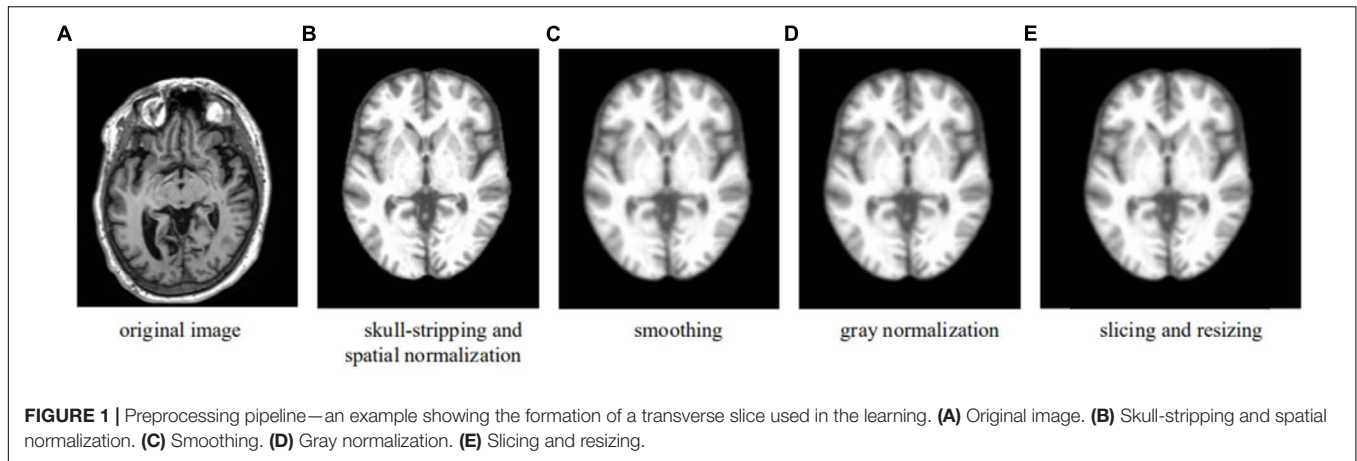 A B C D E
original image skull-stripping and smoothing gray normalization slicing and resizing
spatial normalization
FIGURE 1 | Preprocessing pipeline—an example showing the formation of a transverse slice used in the learning. (A) Original image. (B) Skull-stripping and spatial
normalization. (C) Smoothing. (D) Gray normalization. (E) Slicing and resizing.